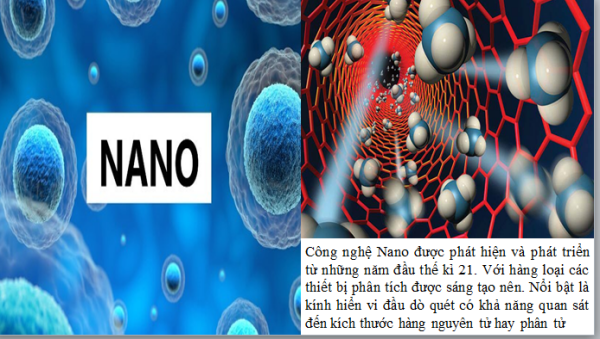 NANO
Công nghệ Nano được phát hiện và phát triển
từ những năm đầu thế kỉ 21. Với hàng loại các
thiết bị phân tích được sáng tạo nên. Nổi bật là
kính hiển vi đầu dò quét có khả năng quan sát
đến kích thước hàng nguyên tử hay phân tử